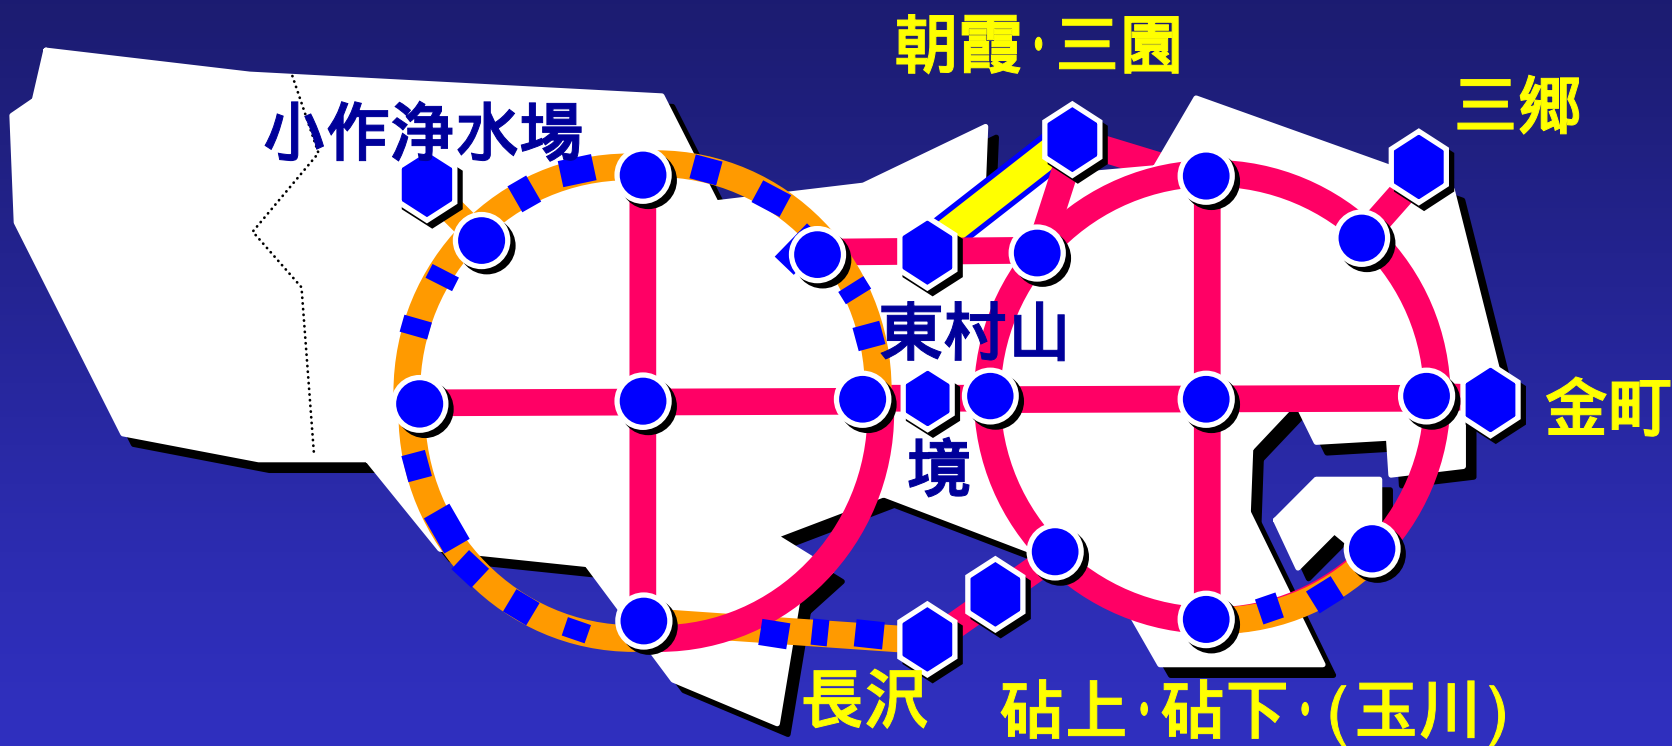 朝霞・三園
三郷
小作浄水場
東村山
金町
境
長沢
砧上・砧下・(玉川)